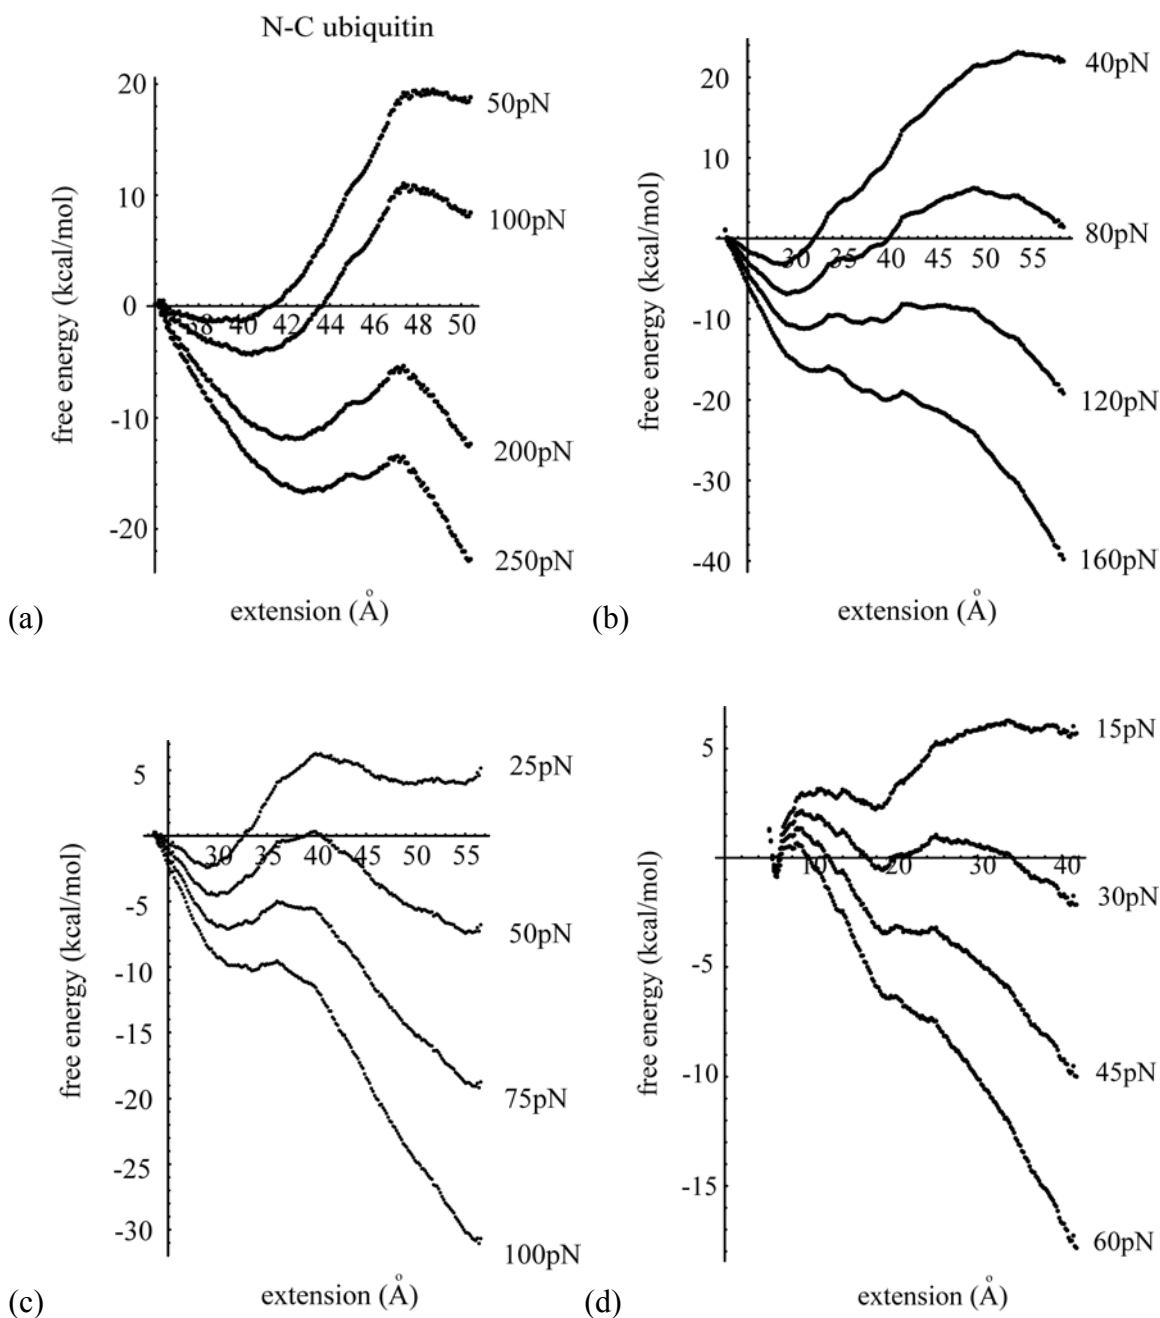 N-C ubiquitin
20
10
0
-10
-20
38 40 42 44 46 48 50
50pN
100pN
200pN
250pN
free energy (kcal/mol)
extension (Å)
(a)
20
10
-10
-20
-30
-40
30 35 40 45 50 55
40pN
80pN
120pN
160pN
free energy (kcal/mol)
extension (Å)
(b)
5
-5
-10
-15
-20
-25
-30
30 35 40 45 50 55
25pN
50pN
75pN
100pN
free energy (kcal/mol)
extension (Å)
(c)
5
-5
-10
-15
10 20 30 40
15pN
30pN
45pN
60pN
free energy (kcal/mol)
extension (Å)
(d)